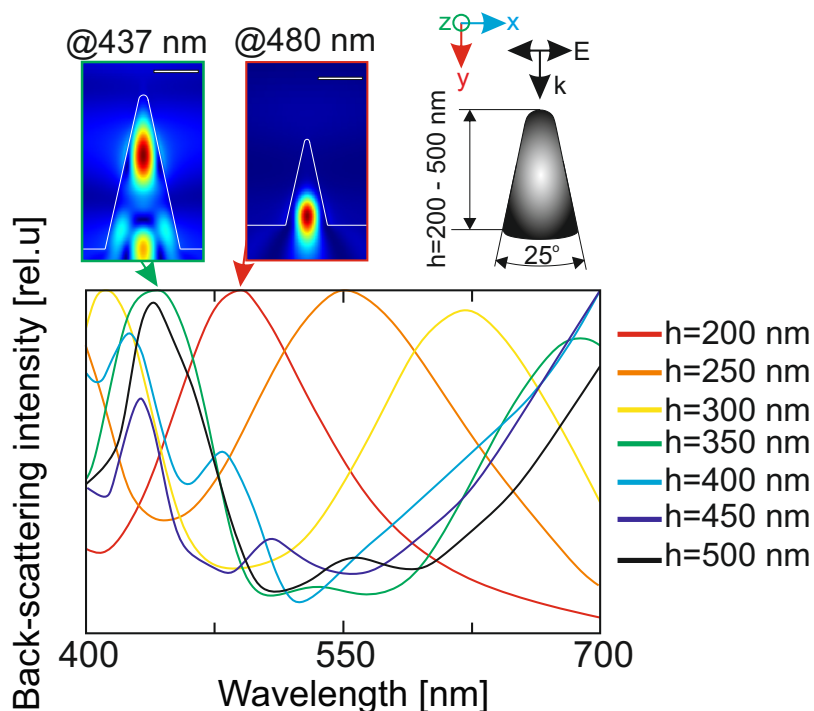 @437 nm
@480 nm
z
x
y
E
k
h=200 - 500 nm
25°
Back-scattering intensity [rel.u]
h=200 nm
h=250 nm
h=300 nm
h=350 nm
h=400 nm
h=450 nm
h=500 nm
400
550
700
Wavelength [nm]